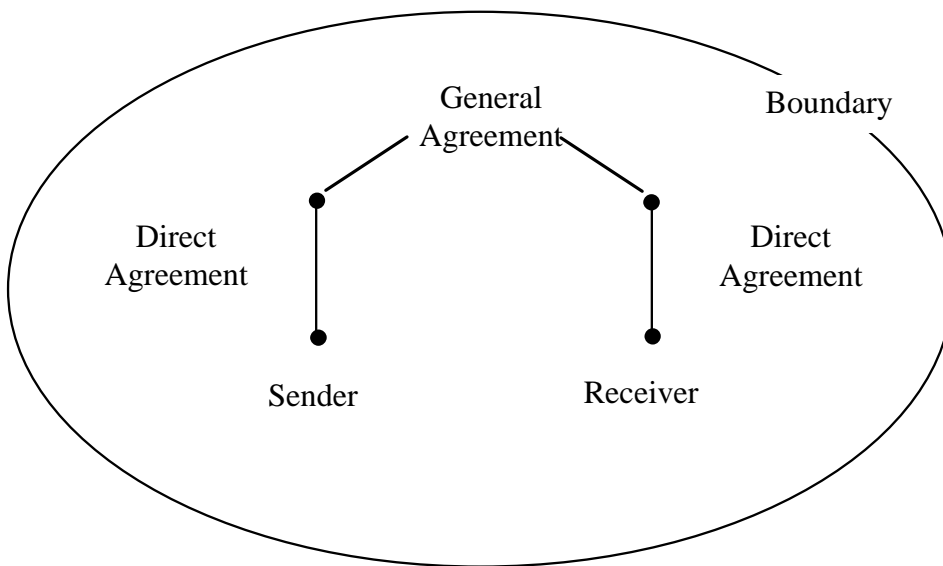 General
Agreement
Boundary
Direct
Agreement
Direct
Agreement
Sender
Receiver